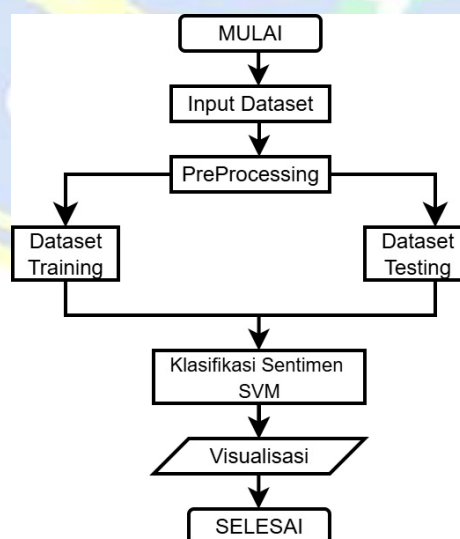 MULAI
Input Dataset
PreProcessing
Dataset
Training
Dataset
Testing
Klasifikasi Sentimen
SVM
Visualisasi
SELESAI